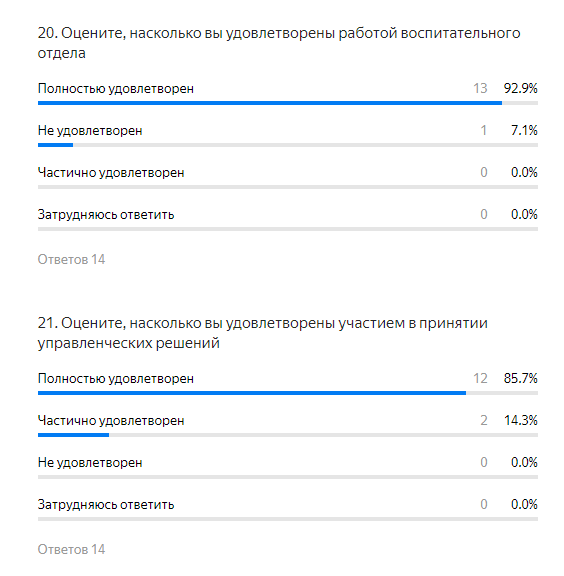 20. Оцените, насколько вы удовлетворены работой воспитательного
отдела
Полностью удовлетворен 13 92.9%
Не удовлетворен 1 7.1%
Частично удовлетворен 0 0.0%
Затрудняюсь ответить 0 0.0%
Ответов 14
21. Оцените, насколько вы удовлетворены участием в принятии
управленческих решений
Полностью удовлетворен 12 85.7%
Частично удовлетворен 2 14.3%
Не удовлетворен 0 0.0%
Затрудняюсь ответить 0 0.0%
Ответов 14